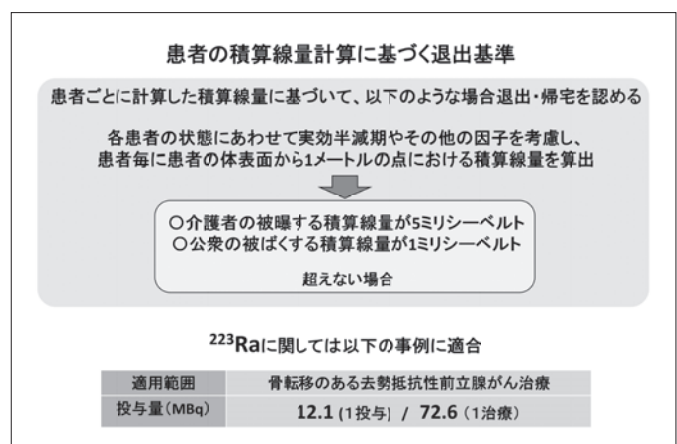 患者の積算線量計算に基づく退出基準
患者ごとに計算した積算線量に基づいて、以下のような場合退出・帰宅を認める
各患者の状態にあわせて実効半減期やその他の因子を考慮し、
患者毎に患者の体表面から1メートルの点における積算線量を算出
○介護者の被曝する積算線量が5ミリシーベルト
○公衆の被ばくする積算線量が1ミリシーベルト
超えない場合
²²³Raに関しては以下の事例に適合
適用範囲 骨転移のある去勢抵抗性前立腺がん治療
投与量(MBq) 12.1 (1投与) / 72.6 (1治療)